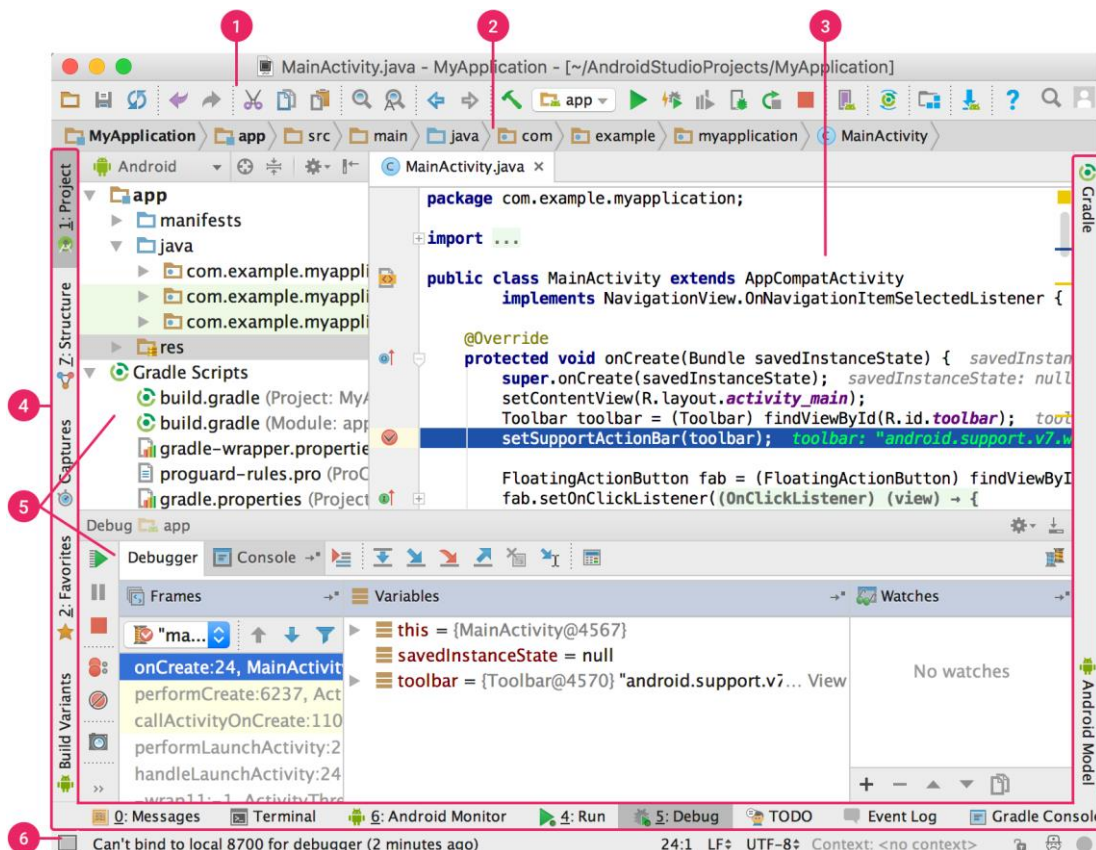 1
2
3
MainActivity.java - MyApplication - [~/AndroidStudioProjects/MyApplication]
app
?
MyApplication
app
src
main
java
com
example
myapplication
C MainActivity
1: Project
Android
C MainActivity.java ×
Gradle
app
manifests
java
com.example.myappli
com.example.myappli
com.example.myappli
res
Gradle Scripts
build.gradle (Project: MyA
build.gradle (Module: app
gradle-wrapper.propertie
proguard-rules.pro (ProC
gradle.properties (Project
package com.example.myapplication;
import ...
public class MainActivity extends AppCompatActivity
implements NavigationView.OnNavigationItemSelectedListener {
@Override
protected void onCreate(Bundle savedInstanceState) { savedInstan
super.onCreate(savedInstanceState); savedInstanceState: null
setContentView(R.layout.activity_main);
Toolbar toolbar = (Toolbar) findViewById(R.id.toolbar); tool
setSupportActionBar(toolbar); toolbar: "android.support.v7.w
FloatingActionButton fab = (FloatingActionButton) findViewByI
fab.setOnClickListener((OnClickListener) (view) → {
Z: Structure
4
Captures
5
2: Favorites
Build Variants
Debug app
Debugger
Console
Frames
Variables
Watches
"ma...
onCreate:24, MainActivit
performCreate:6237, Act
callActivityOnCreate:110
performLaunchActivity:2
handleLaunchActivity:24
-wrap11:-1, ActivityThre
this = {MainActivity@4567}
savedInstanceState = null
toolbar = {Toolbar@4570} "android.support.v7... View
No watches
Android Model
0: Messages
Terminal
6: Android Monitor
4: Run
5: Debug
TODO
Event Log
Gradle Console
6
Can't bind to local 8700 for debugger (2 minutes ago)
24:1 LF UTF-8 Context: <no context>